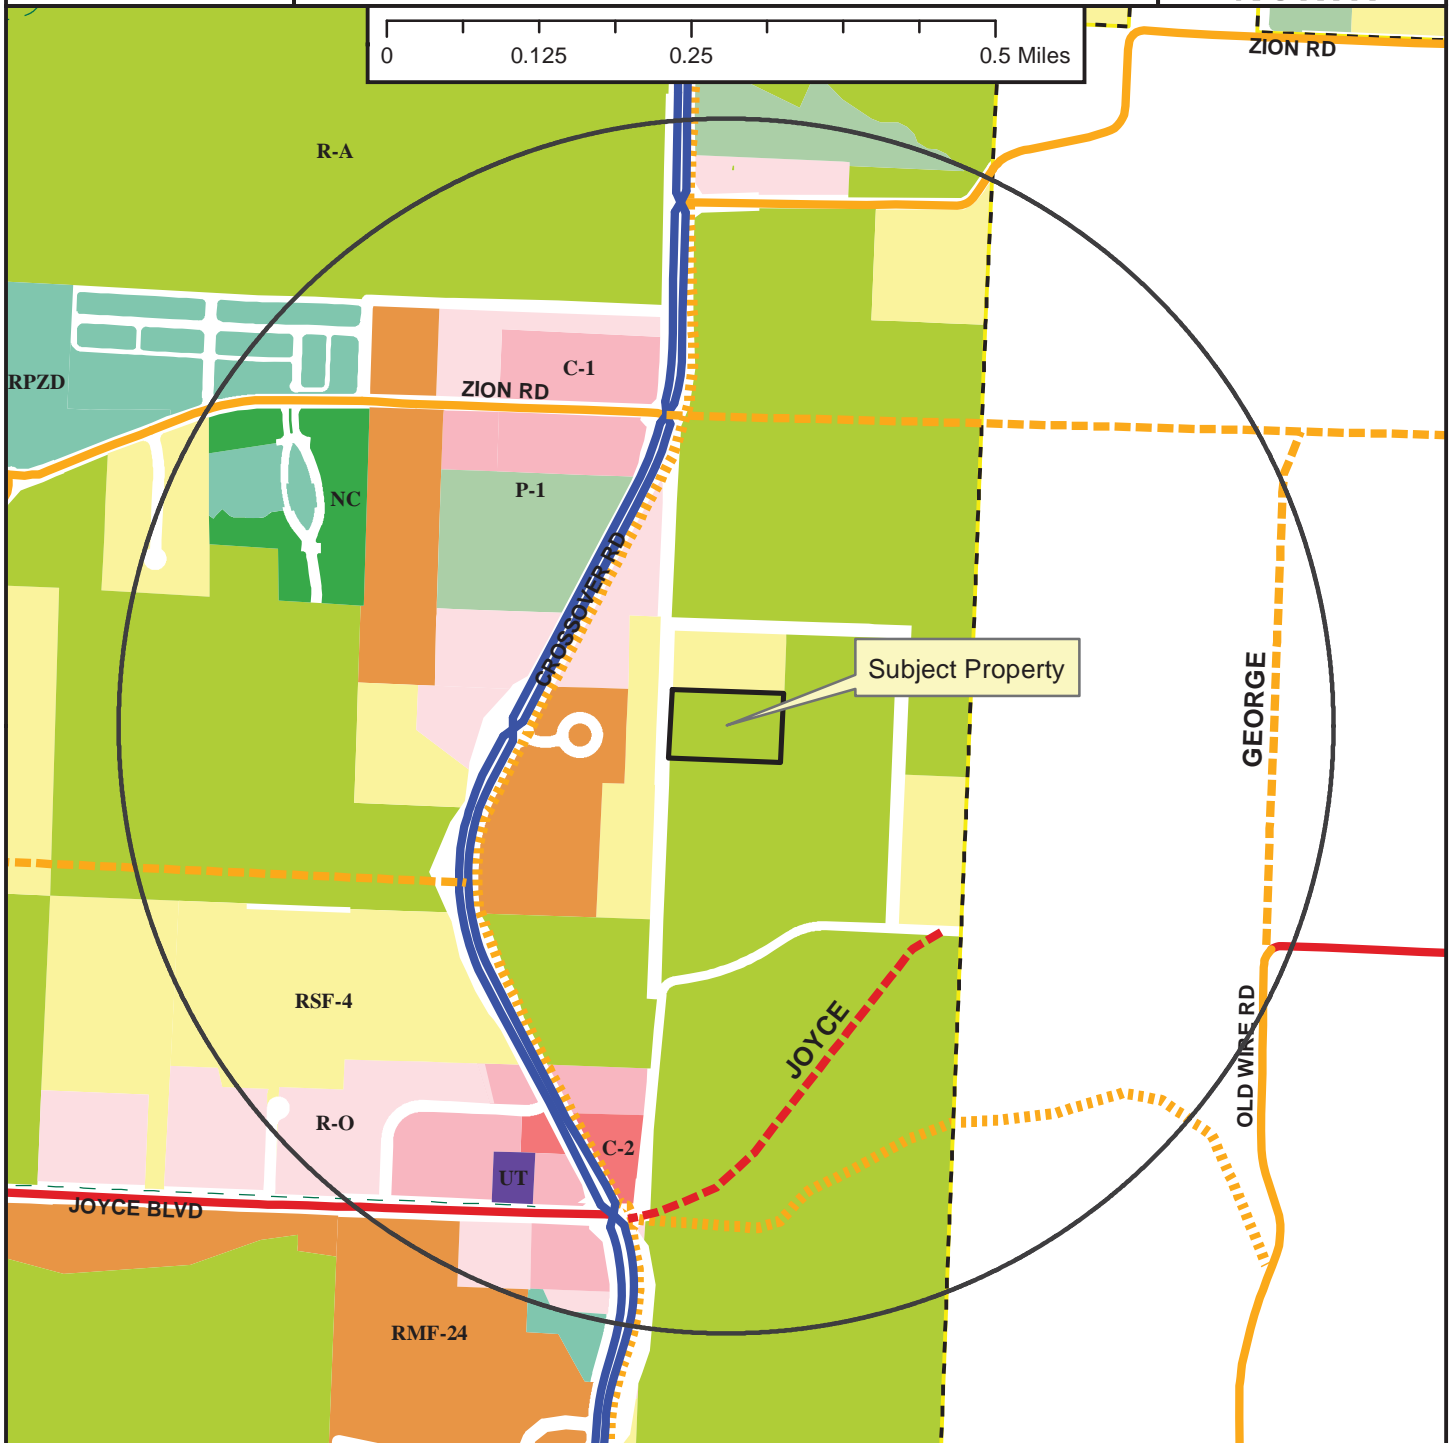 0 0.125 0.25 0.5 Miles
ZION RD
R-A
C-1
RPZD
ZION RD
P-1
NC
CROSSOVER RD
Subject Property
GEORGE
RSF-4
JOYCE
OLD WIRE RD
R-O
C-2
UT
JOYCE BLVD
RMF-24